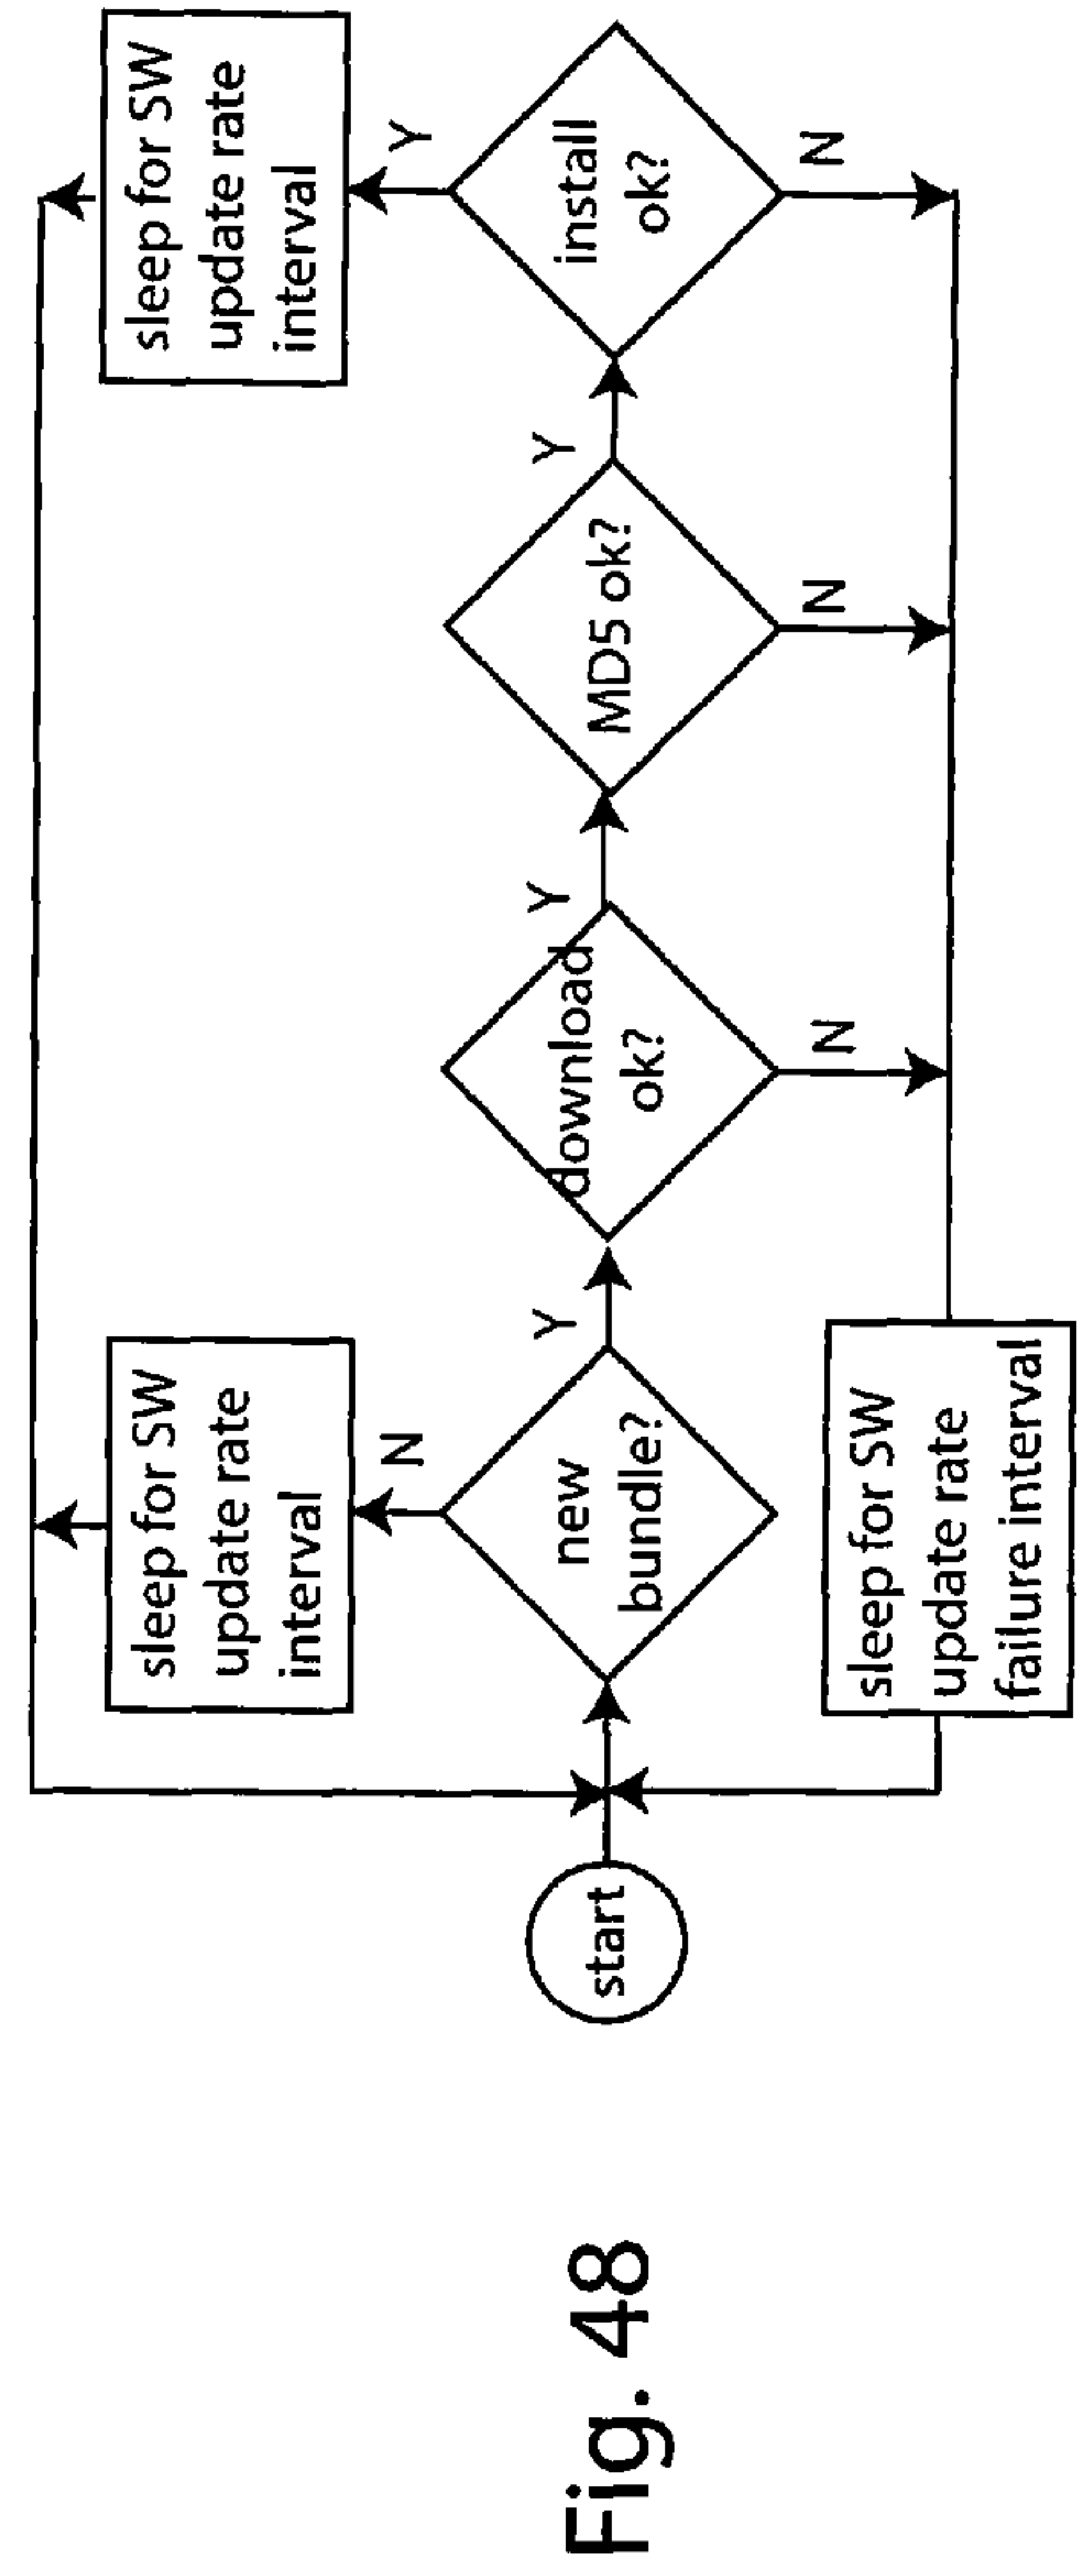 sleep for SW
update rate
interval
sleep for SW
update rate
interval
N
Y
start
new
bundle?
Y
download
ok?
Y
MD5 ok?
Y
install
ok?
N
N
N
sleep for SW
update rate
failure interval
Fig. 48